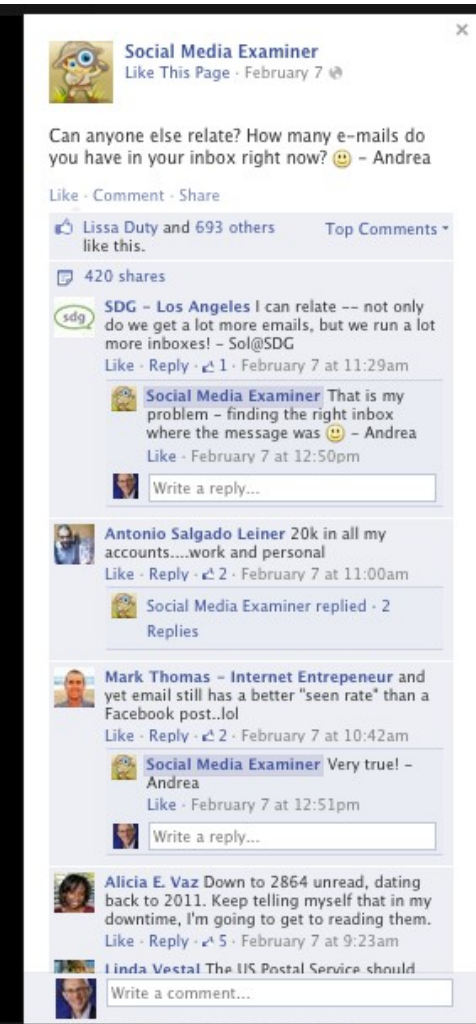 Social Media Examiner
Like This Page · February 7
Can anyone else relate? How many e-mails do
you have in your inbox right now? 🙂 – Andrea
Like · Comment · Share
Lissa Duty and 693 others
like this.
Top Comments
420 shares
sdg
SDG – Los Angeles I can relate -- not only
do we get a lot more emails, but we run a lot
more inboxes! – Sol@SDG
Like · Reply · 1 · February 7 at 11:29am
Social Media Examiner That is my
problem – finding the right inbox
where the message was 🙂 – Andrea
Like · February 7 at 12:50pm
Write a reply...
Antonio Salgado Leiner 20k in all my
accounts....work and personal
Like · Reply · 2 · February 7 at 11:00am
Social Media Examiner replied · 2
Replies
Mark Thomas – Internet Entrepeneur and
yet email still has a better "seen rate" than a
Facebook post..lol
Like · Reply · 2 · February 7 at 10:42am
Social Media Examiner Very true! –
Andrea
Like · February 7 at 12:51pm
Write a reply...
Alicia E. Vaz Down to 2864 unread, dating
back to 2011. Keep telling myself that in my
downtime, I'm going to get to reading them.
Like · Reply · 5 · February 7 at 9:23am
Linda Vestal The US Postal Service should
Write a comment...